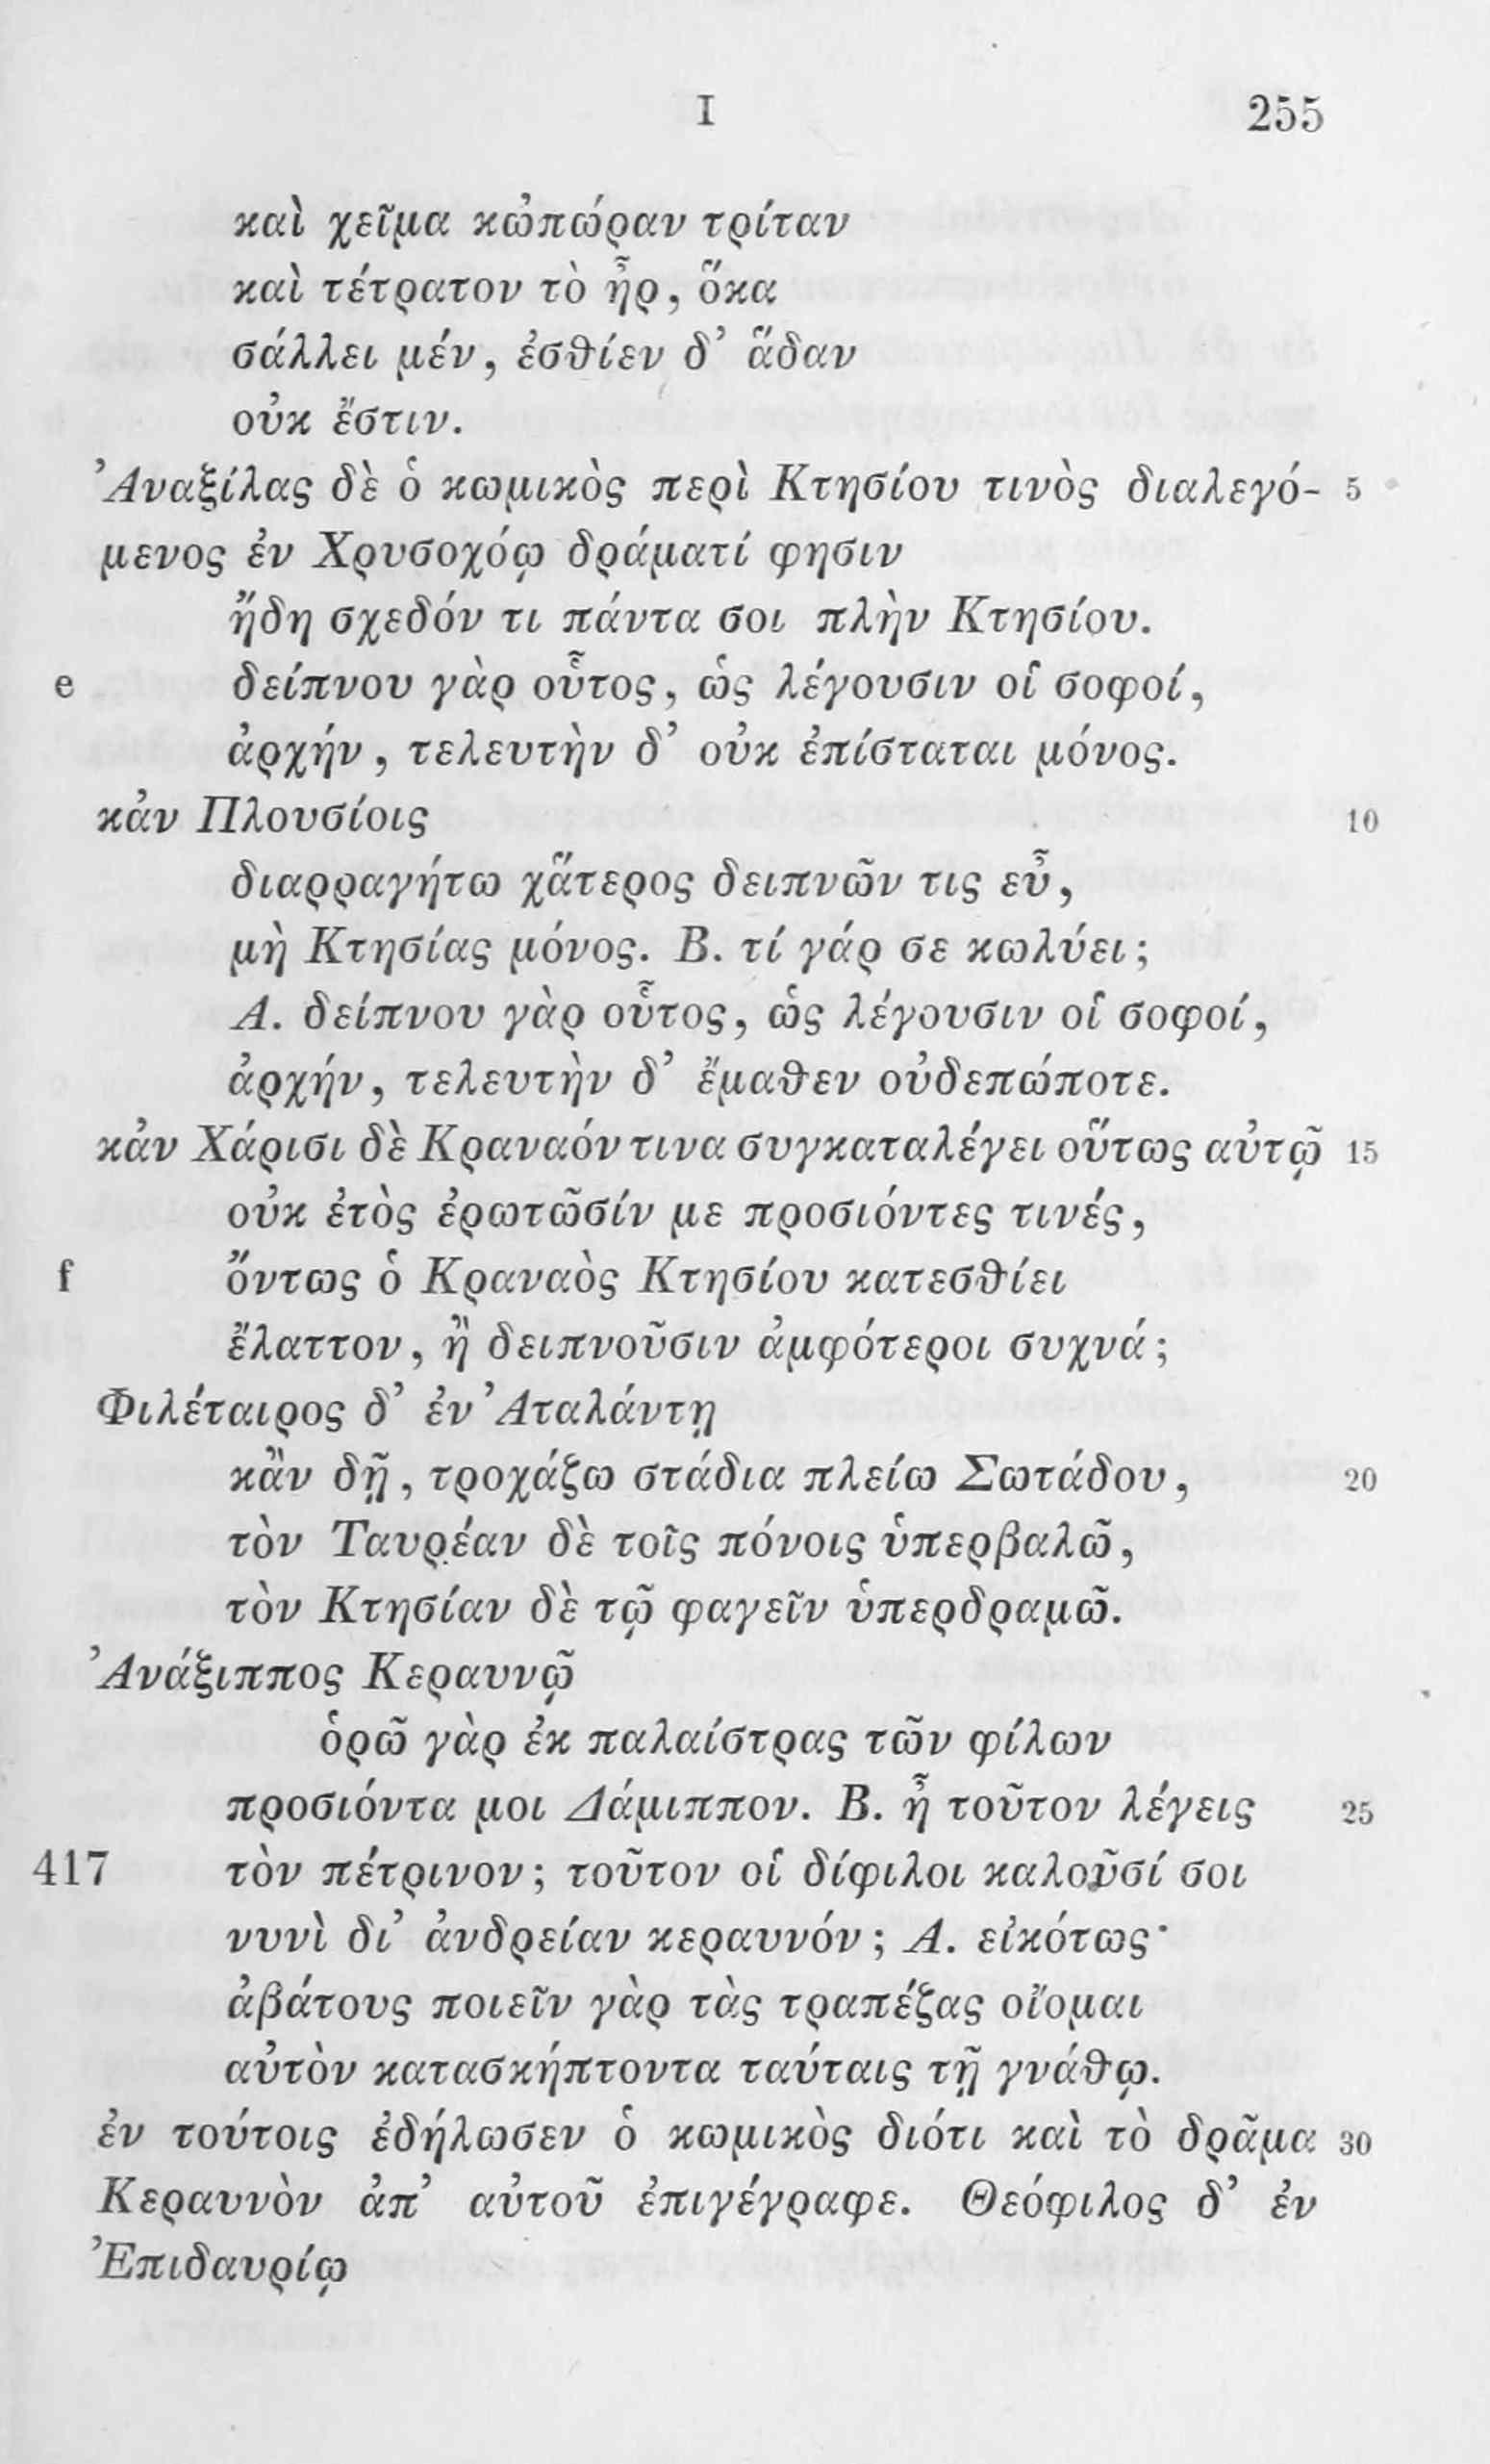 I 255
καὶ χεῖμα κὠπώραν τρίταν
καὶ τέτρατον τὸ ἦρ, ὅκα
σάλλει μέν, ἐσθίεν δ’ ἅδαν
οὐκ ἔστιν.
Ἀναξίλας δὲ ὁ κωμικὸς περὶ Κτησίου τινὸς διαλεγό- 5
μενος ἐν Χρυσοχόῳ δράματί φησιν
ἤδη σχεδόν τι πάντα σοι πλὴν Κτησίου.
e δείπνου γὰρ οὗτος, ὡς λέγουσιν οἱ σοφοί,
ἀρχήν, τελευτὴν δ’ οὐκ ἐπίσταται μόνος.
κἀν Πλουσίοις 10
διαρραγήτω χἅτερος δειπνῶν τις εὖ,
μὴ Κτησίας μόνος. Β. τί γάρ σε κωλύει;
Α. δείπνου γὰρ οὗτος, ὡς λέγουσιν οἱ σοφοί,
ἀρχήν, τελευτὴν δ’ ἔμαθεν οὐδεπώποτε.
κἀν Χάρισι δὲ Κραναόν τινα συγκαταλέγει οὕτως αὐτῷ 15
οὐκ ἐτὸς ἐρωτῶσίν με προσιόντες τινές,
f ὄντως ὁ Κραναὸς Κτησίου κατεσθίει
ἔλαττον, ἢ δειπνοῦσιν ἀμφότεροι συχνά;
Φιλέταιρος δ’ ἐν Ἀταλάντῃ
κἂν δῇ, τροχάζω στάδια πλείω Σωτάδου, 20
τὸν Ταυρέαν δὲ τοῖς πόνοις ὑπερβαλῶ,
τὸν Κτησίαν δὲ τῷ φαγεῖν ὑπερδραμῶ.
Ἀνάξιππος Κεραυνῷ
ὁρῶ γὰρ ἐκ παλαίστρας τῶν φίλων
προσιόντα μοι Δάμιππον. Β. ἦ τοῦτον λέγεις 25
417 τὸν πέτρινον; τοῦτον οἱ δίφιλοι καλοῦσί σοι
νυνὶ δι’ ἀνδρείαν κεραυνόν; Α. εἰκότως·
ἀβάτους ποιεῖν γὰρ τὰς τραπέζας οἴομαι
αὐτὸν κατασκήπτοντα ταύταις τῇ γνάθῳ.
ἐν τούτοις ἐδήλωσεν ὁ κωμικὸς διότι καὶ τὸ δρᾶμα 30
Κεραυνὸν ἀπ’ αὐτοῦ ἐπιγέγραφε. Θεόφιλος δ’ ἐν
Ἐπιδαυρίῳ